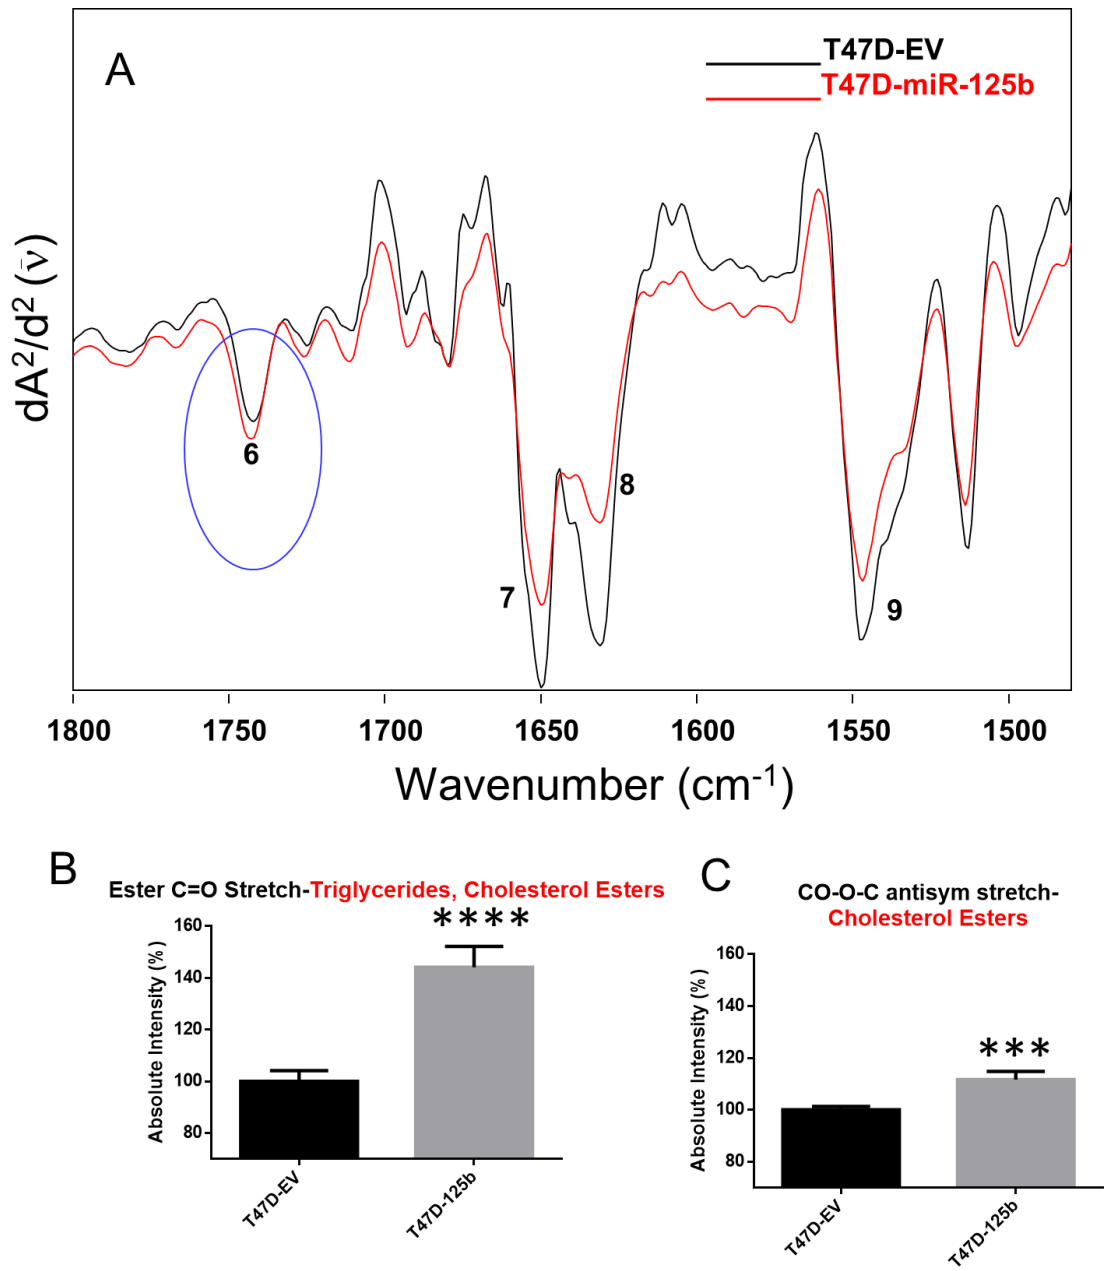 A
T47D-EV
T47D-miR-125b
dA²/d² (ν̄)
6
7
8
9
1800 1750 1700 1650 1600 1550 1500
Wavenumber (cm⁻¹)
B
Ester C=O Stretch-Triglycerides, Cholesterol Esters
****
Absolute Intensity (%)
160
140
120
100
80
T47D-EV
T47D-125b
C
CO-O-C antisym stretch-
Cholesterol Esters
***
Absolute Intensity (%)
160
140
120
100
80
T47D-EV
T47D-125b